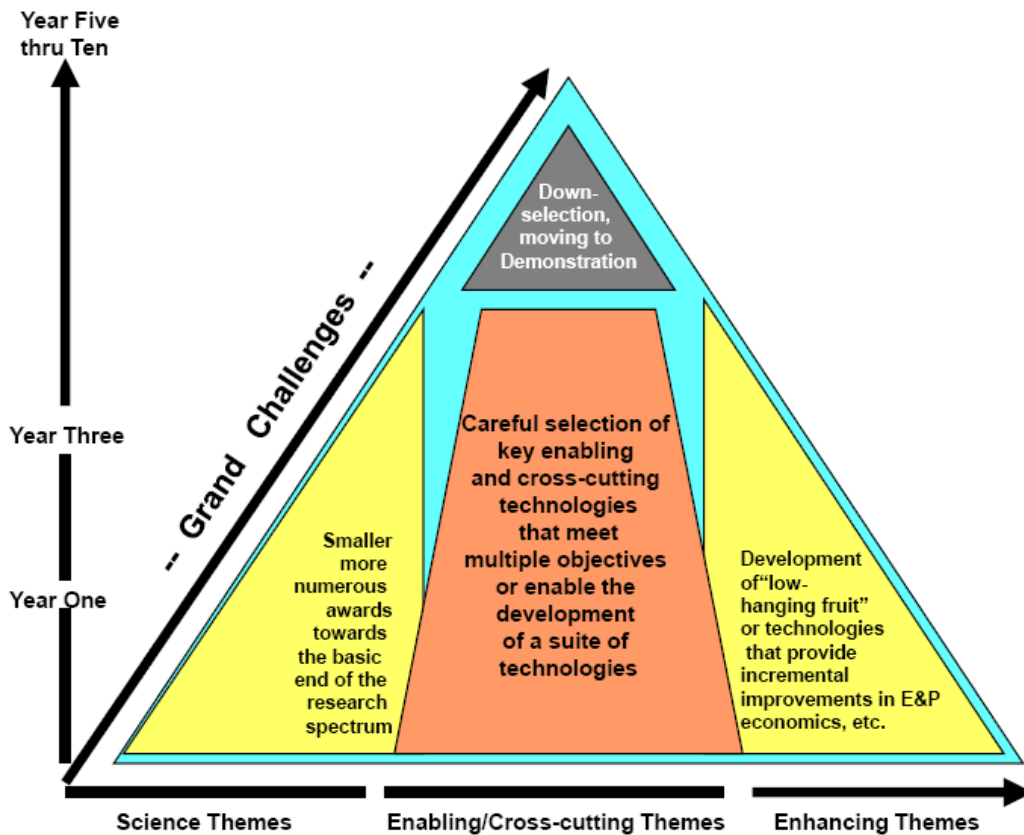 Year Five
thru Ten
Down-
selection,
moving to
Demonstration
-- Grand Challenges --
Year Three
Careful selection of
key enabling
and cross-cutting
technologies
that meet
multiple objectives
or enable the
development
of a suite of
technologies
Smaller
more
numerous
awards
towards
the basic
end of the
research
spectrum
Development
of“low-
hanging fruit”
or technologies
that provide
incremental
improvements in E&P
economics, etc.
Year One
Science Themes
Enabling/Cross-cutting Themes
Enhancing Themes